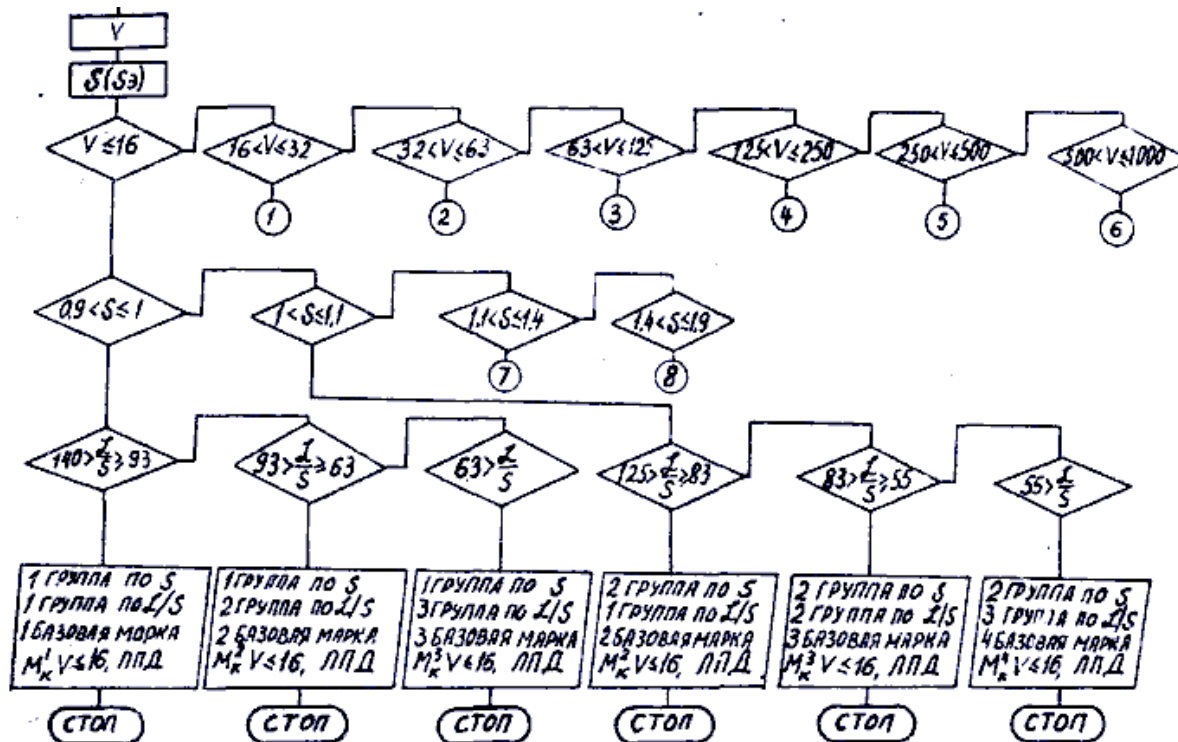 V
S(Sэ)
V≤16
16<V≤32
32<V≤63
63<V≤125
125<V≤250
250<V≤500
500<V≤1000
1
2
3
4
5
6
0.9<S≤1
1<S≤1,1
1.1<S≤1.4
1.4<S≤1.9
7
8
140>ℒ/S≥93
93>ℒ/S≥63
63>ℒ/S
125>ℒ/S≥83
83>ℒ/S≥55
55>ℒ/S
1 ГРУППА ПО S
1 ГРУППА ПО ℒ/S
1 БАЗОВАЯ МАРКА
Mк¹ V≤16, ЛПД
СТОП
1 ГРУППА ПО S
2 ГРУППА ПО ℒ/S
2 БАЗОВАЯ МАРКА
Mк² V≤16, ЛПД
СТОП
1 ГРУППА ПО S
3 ГРУППА ПО ℒ/S
3 БАЗОВАЯ МАРКА
Mк³ V≤16, ЛПД
СТОП
2 ГРУППА ПО S
1 ГРУППА ПО ℒ/S
2 БАЗОВАЯ МАРКА
Mк² V≤16, ЛПД
СТОП
2 ГРУППА ПО S
2 ГРУППА ПО ℒ/S
3 БАЗОВАЯ МАРКА
Mк³ V≤16, ЛПД
СТОП
2 ГРУППА ПО S
3 ГРУППА ПО ℒ/S
4 БАЗОВАЯ МАРКА
Mк⁴ V≤16, ЛПД
СТОП